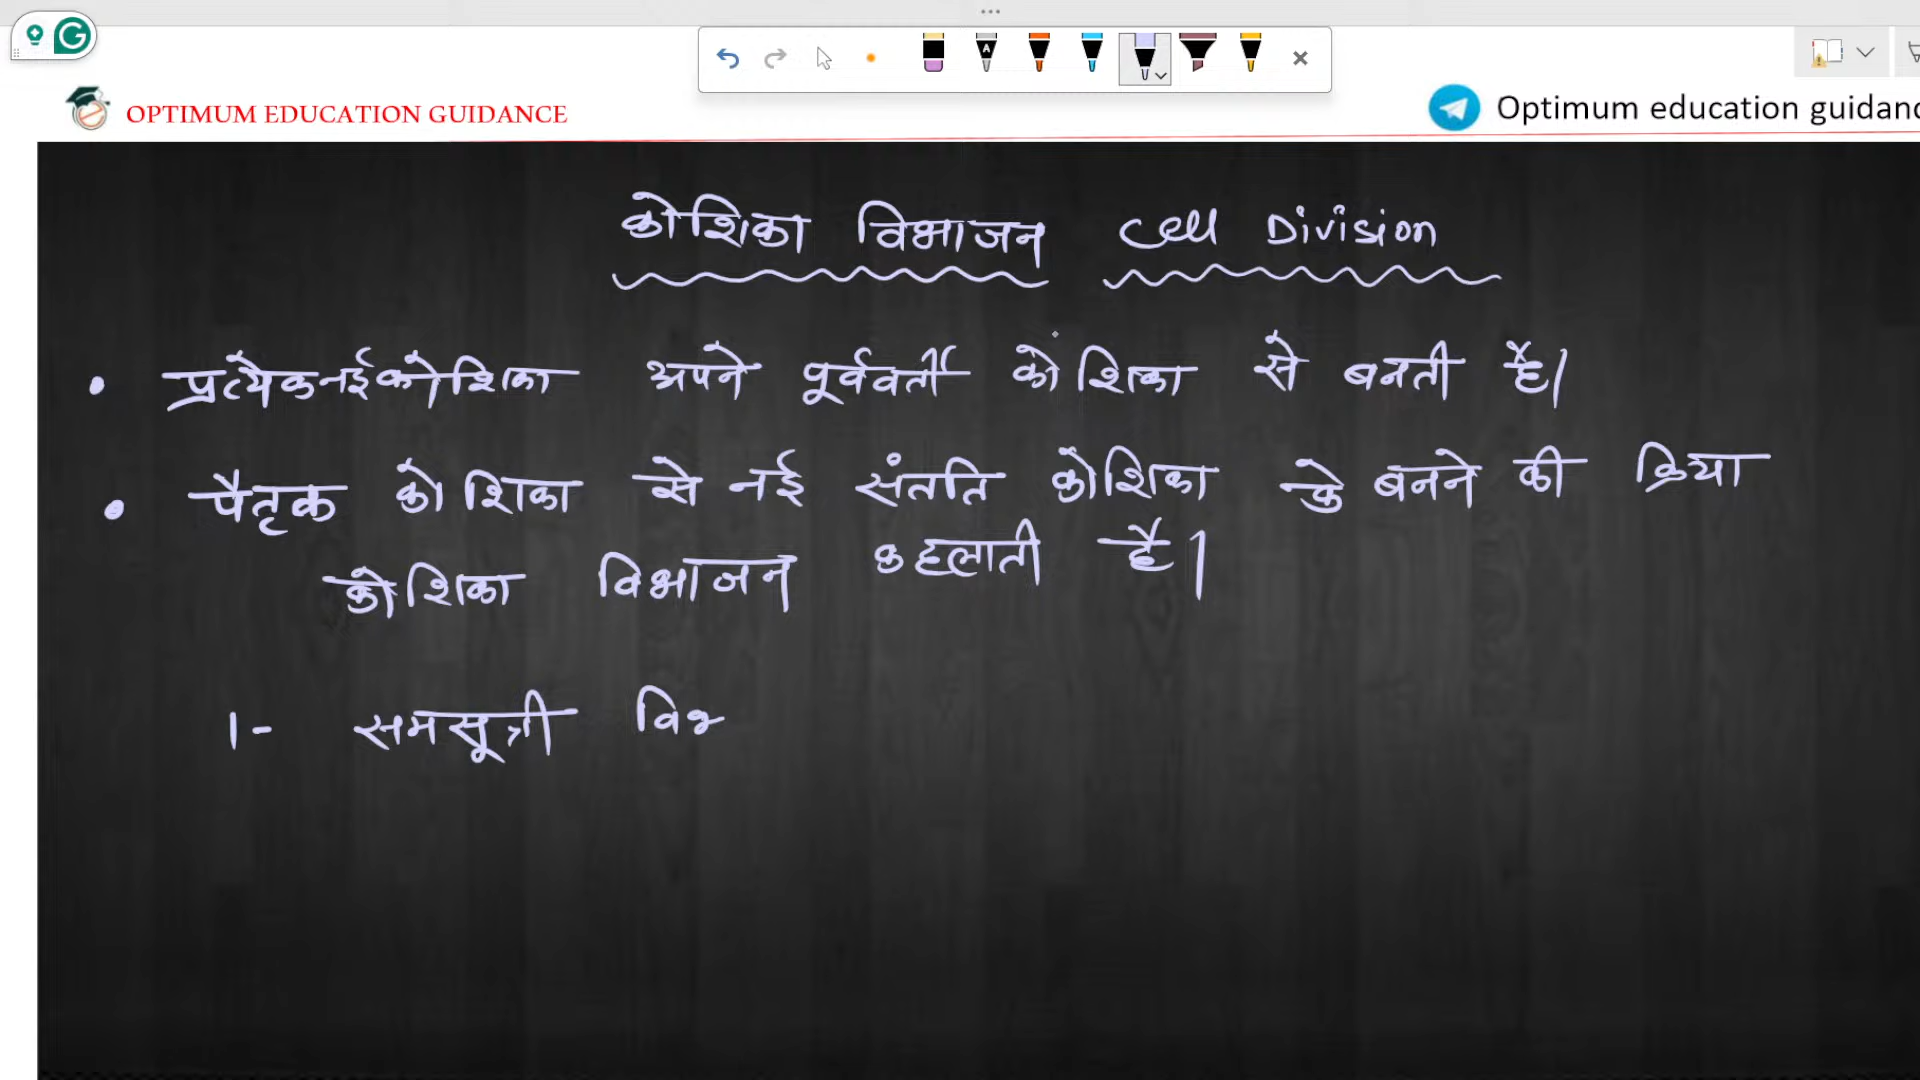 OPTIMUM EDUCATION GUIDANCE
Optimum education guidanc
कोशिका विभाजन Cell Division
• प्रत्येक नई कोशिका अपने पूर्ववर्ती कोशिका से बनती है।
• पैतृक कोशिका से नई संतति कोशिका के बनने की क्रिया
कोशिका विभाजन कहलाती है।
1- समसूत्री विभ